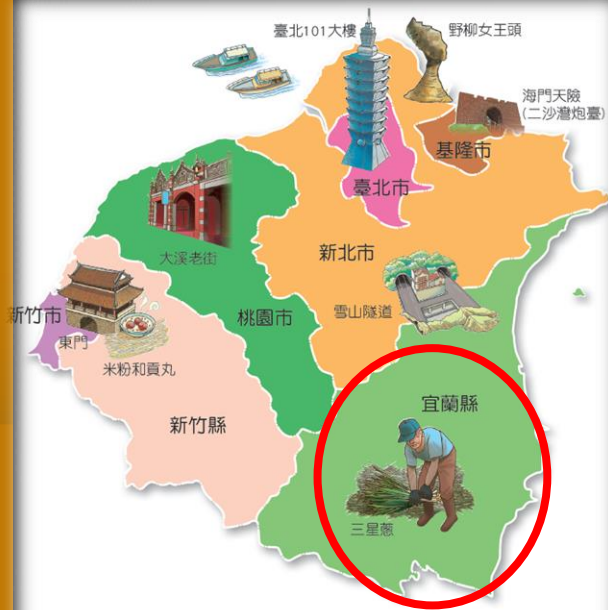 臺北101大樓
野柳女王頭
海門天險
(二沙灣炮臺)
基隆市
臺北市
大溪老街
新北市
雪山隧道
新竹市
東門
桃園市
米粉和貢丸
新竹縣
宜蘭縣
三星蔥